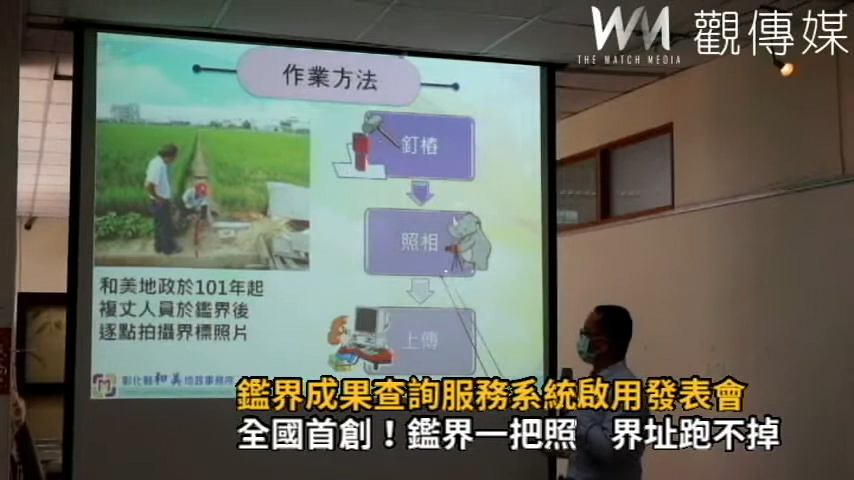 WM 觀傳媒
THE WATCH MEDIA
作業方法
釘樁
照相
上傳
和美地政於101年起
複丈人員於鑑界後
逐點拍攝界標照片
彰化縣和美地政事務所
鑑界成果查詢服務系統啟用發表會
全國首創！鑑界一把照 界址跑不掉